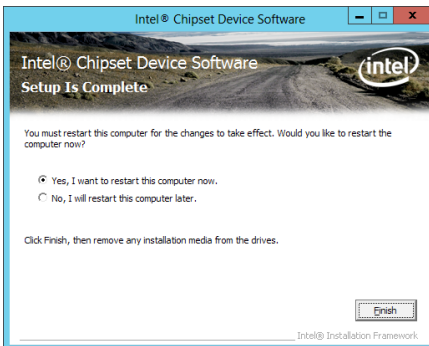 Intel® Chipset Device Software
Intel® Chipset Device Software
intel
Setup Is Complete
You must restart this computer for the changes to take effect. Would you like to restart the
computer now?
Yes, I want to restart this computer now.
No, I will restart this computer later.
Click Finish, then remove any installation media from the drives.
Finish
Intel® Installation Framework